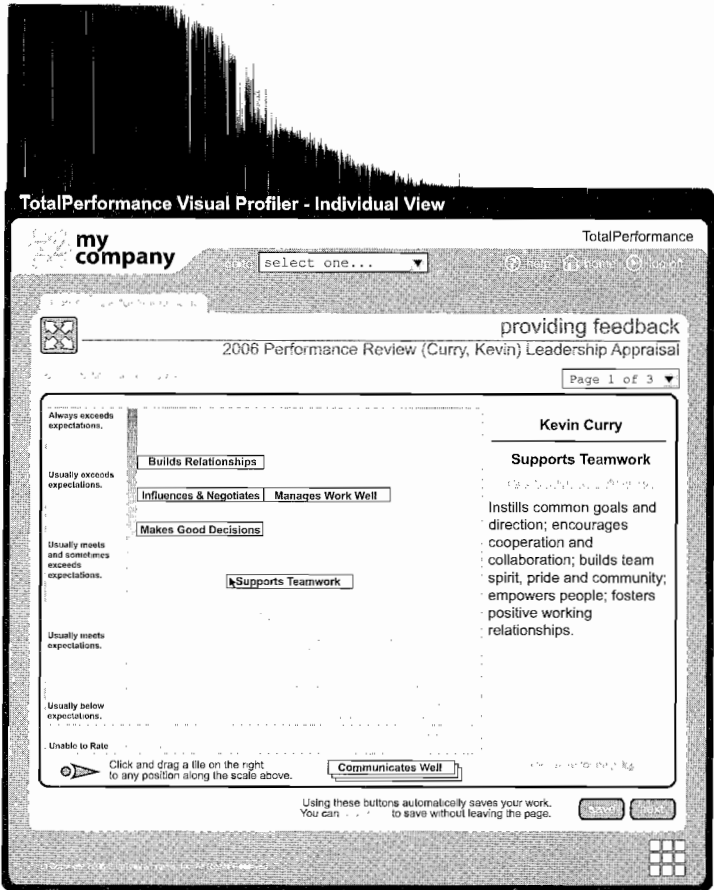 TotalPerformance Visual Profiler - Individual View
my
company
TotalPerformance
select one...
providing feedback
2006 Performance Review (Curry, Kevin) Leadership Appraisal
Page 1 of 3
Always exceeds
expectations.
Usually exceeds
expectations.
Usually meets
and sometimes
exceeds
expectations.
Usually meets
expectations.
Usually below
expectations.
Unable to Rate
Builds Relationships
Influences & Negotiates
Manages Work Well
Makes Good Decisions
Supports Teamwork
Kevin Curry
Supports Teamwork
Instills common goals and
direction; encourages
cooperation and
collaboration; builds team
spirit, pride and community;
empowers people; fosters
positive working
relationships.
Click and drag a tile on the right
to any position along the scale above.
Communicates Well
Using these buttons automatically saves your work.
You can to save without leaving the page.
save
next